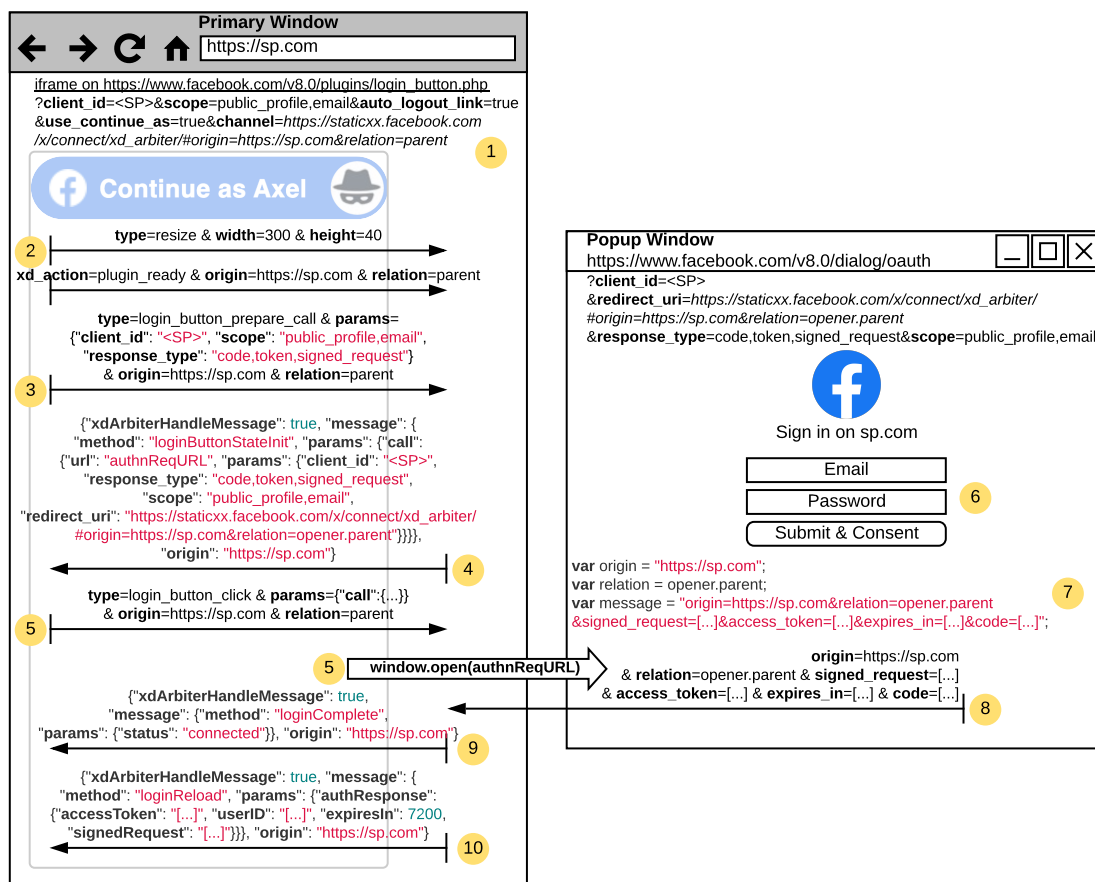 Primary Window
https://sp.com
iframe on https://www.facebook.com/v8.0/plugins/login_button.php
?client_id=<SP>&scope=public_profile,email&auto_logout_link=true
&use_continue_as=true&channel=https://staticxx.facebook.com
/x/connect/xd_arbiter/#origin=https://sp.com&relation=parent
1
Continue as Axel
type=resize & width=300 & height=40
2
xd_action=plugin_ready & origin=https://sp.com & relation=parent
type=login_button_prepare_call & params=
{"client_id": "<SP>", "scope": "public_profile,email",
"response_type": "code,token,signed_request"}
& origin=https://sp.com & relation=parent
3
{"xdArbiterHandleMessage": true, "message": {
"method": "loginButtonStateInit", "params": {"call":
{"url": "authnReqURL", "params": {"client_id": "<SP>",
"response_type": "code,token,signed_request",
"scope": "public_profile,email",
"redirect_uri": "https://staticxx.facebook.com/x/connect/xd_arbiter/
#origin=https://sp.com&relation=opener.parent"}}}},
"origin": "https://sp.com"}
4
type=login_button_click & params={"call":{...}}
& origin=https://sp.com & relation=parent
5
5
window.open(authnReqURL)
{"xdArbiterHandleMessage": true,
"message": {"method": "loginComplete",
"params": {"status": "connected"}}, "origin": "https://sp.com"}
9
{"xdArbiterHandleMessage": true, "message": {
"method": "loginReload", "params": {"authResponse":
{"accessToken": "[...]", "userID": "[...]", "expiresIn": 7200,
"signedRequest": "[...]"}}}, "origin": "https://sp.com"}
10
Popup Window
https://www.facebook.com/v8.0/dialog/oauth
?client_id=<SP>
&redirect_uri=https://staticxx.facebook.com/x/connect/xd_arbiter/
#origin=https://sp.com&relation=opener.parent
&response_type=code,token,signed_request&scope=public_profile,email
Sign in on sp.com
Email
Password
6
Submit & Consent
var origin = "https://sp.com";
var relation = opener.parent;
var message = "origin=https://sp.com&relation=opener.parent
&signed_request=[...]&access_token=[...]&expires_in=[...]&code=[...]";
7
origin=https://sp.com
& relation=opener.parent & signed_request=[...]
& access_token=[...] & expires_in=[...] & code=[...]
8